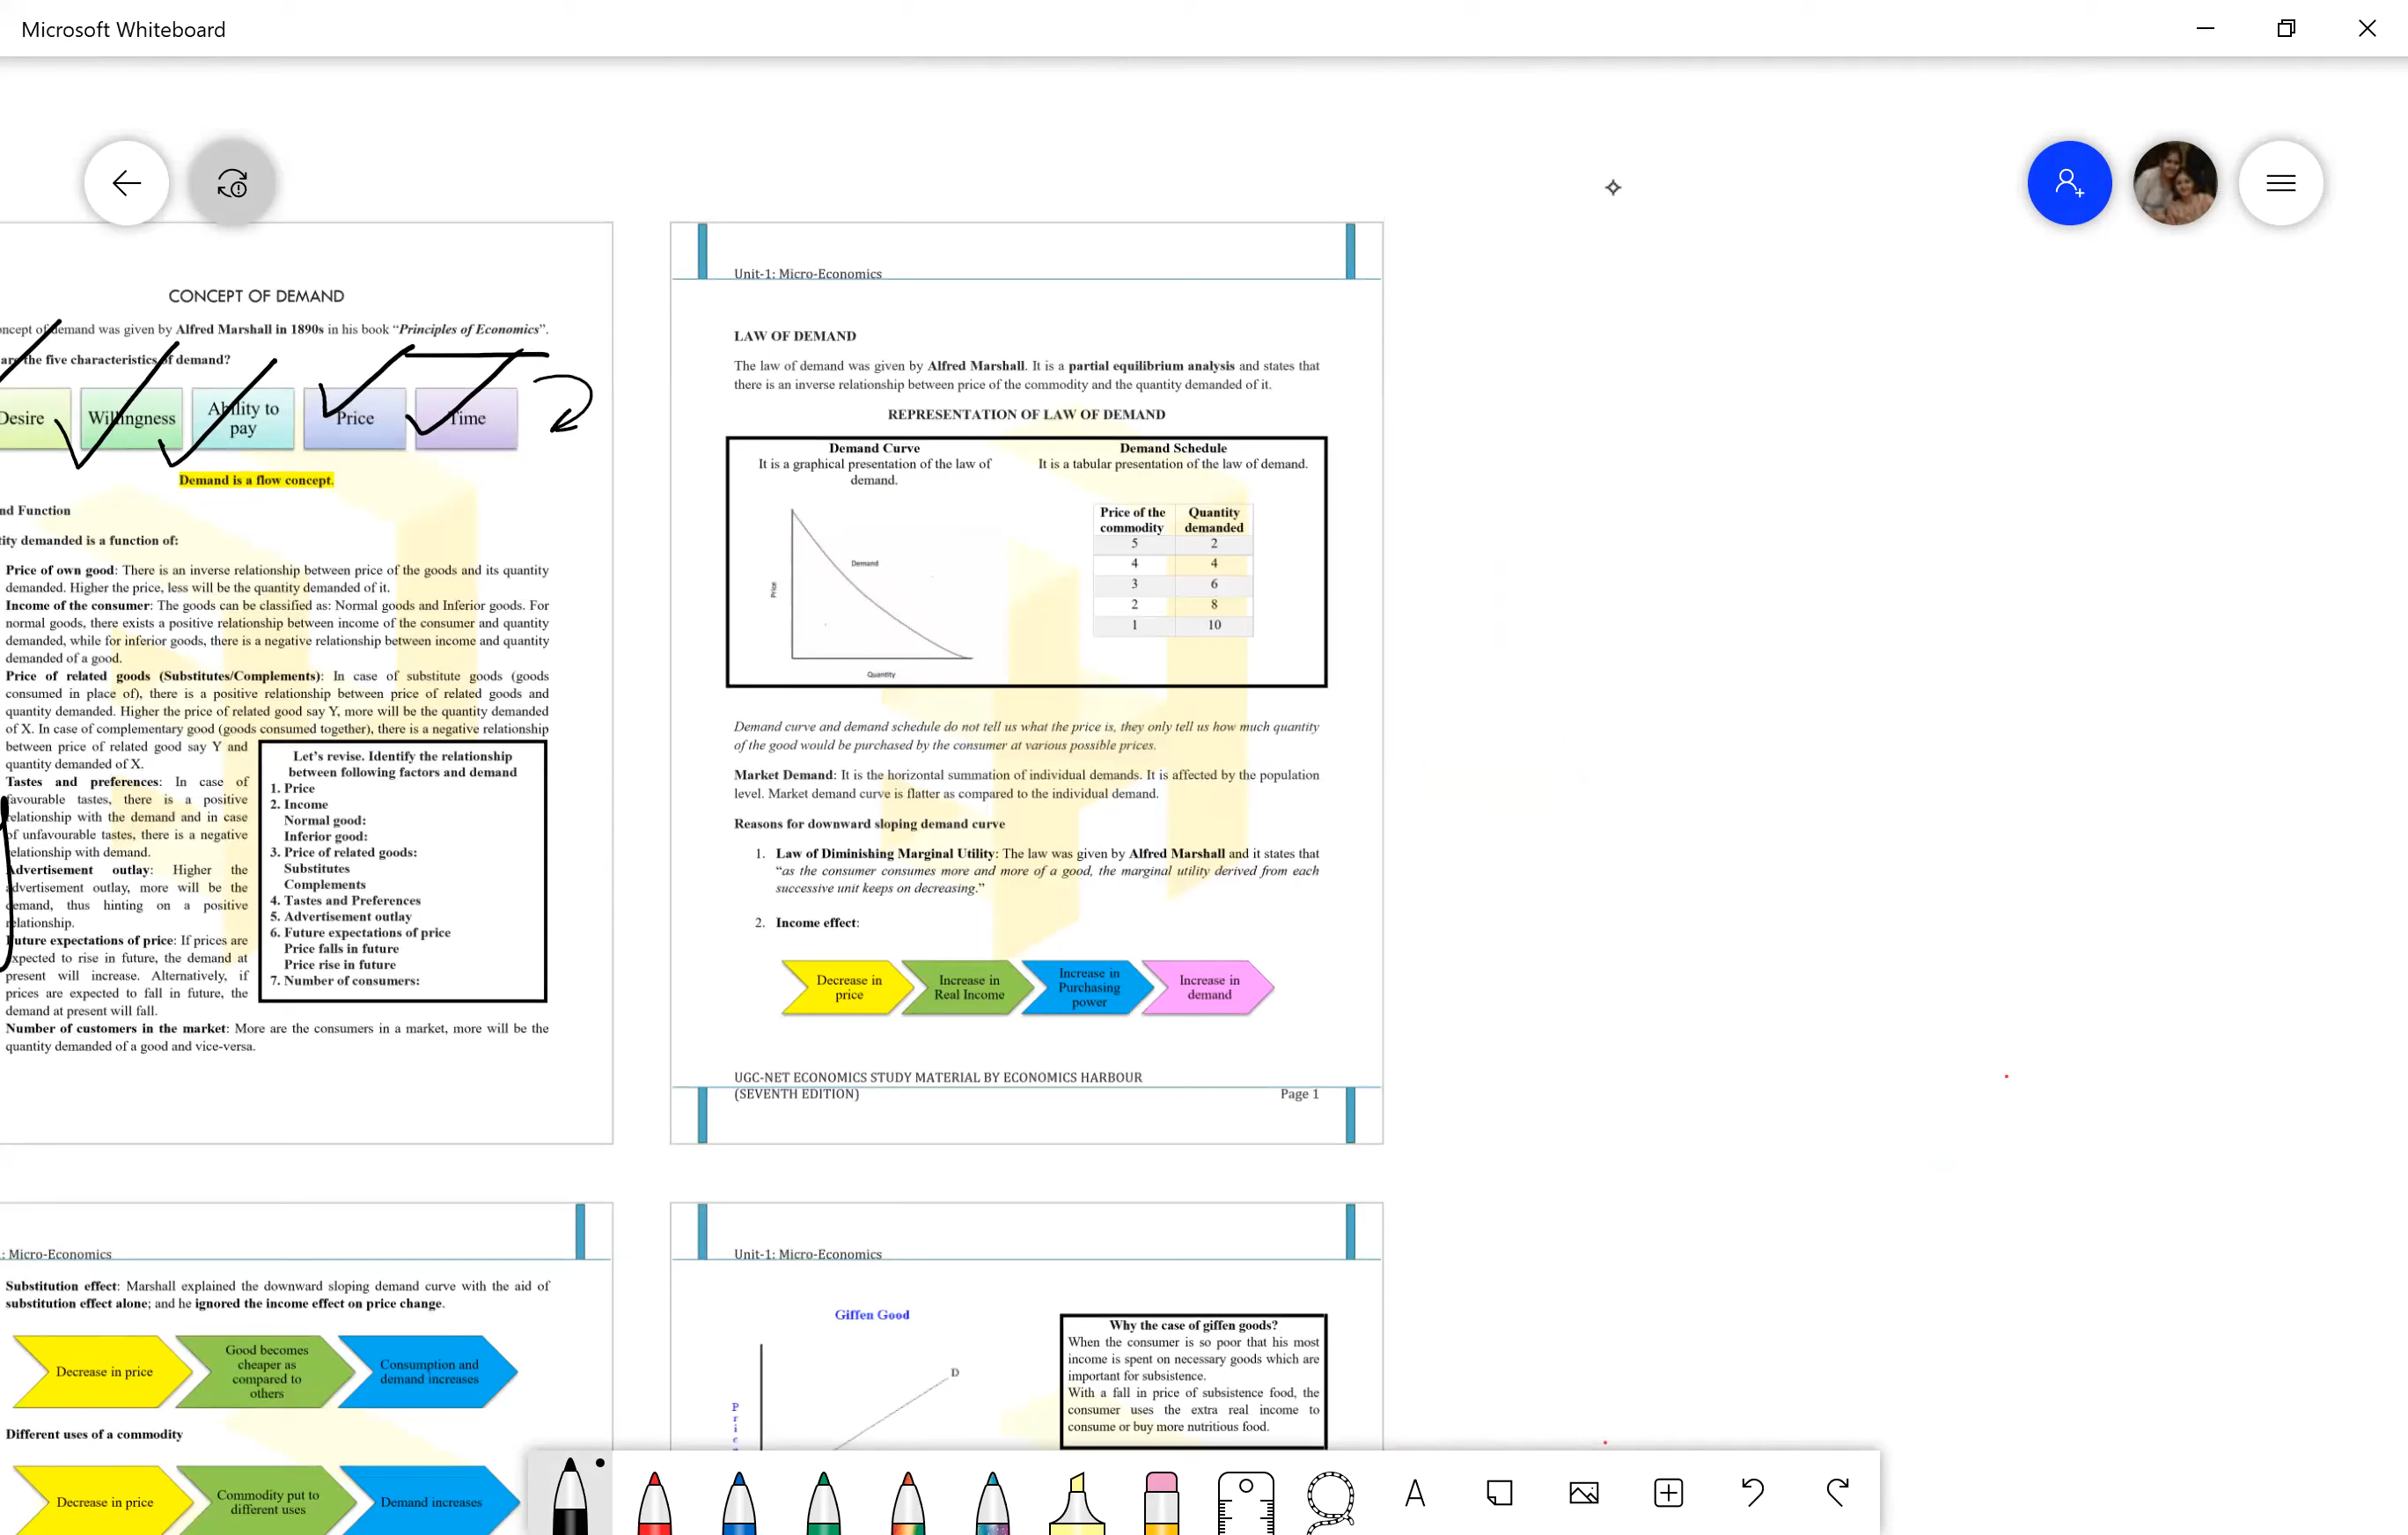 Microsoft Whiteboard
CONCEPT OF DEMAND
demand was given by Alfred Marshall in 1890s in his book “Principles of Economics”.
are the five characteristics of demand?
Desire
Willingness
Ability to
pay
Price
Time
Demand is a flow concept.
Function
demanded is a function of:
Price of own good: There is an inverse relationship between price of the goods and its quantity
demanded. Higher the price, less will be the quantity demanded of it.
Income of the consumer: The goods can be classified as: Normal goods and Inferior goods. For
normal goods, there exists a positive relationship between income of the consumer and quantity
demanded, while for inferior goods, there is a negative relationship between income and quantity
demanded of a good.
Price of related goods (Substitutes/Complements): In case of substitute goods (goods
consumed in place of), there is a positive relationship between price of related goods and
quantity demanded. Higher the price of related good say Y, more will be the quantity demanded
of X. In case of complementary good (goods consumed together), there is a negative relationship
between price of related good say Y and
quantity demanded of X.
Tastes and preferences: In case of
favourable tastes, there is a positive
relationship with the demand and in case
of unfavourable tastes, there is a negative
relationship with demand.
Advertisement outlay: Higher the
advertisement outlay, more will be the
demand, thus hinting on a positive
relationship.
Future expectations of price: If prices are
expected to rise in future, the demand at
present will increase. Alternatively, if
prices are expected to fall in future, the
demand at present will fall.
Number of customers in the market: More are the consumers in a market, more will be the
quantity demanded of a good and vice-versa.
Let’s revise. Identify the relationship
between following factors and demand
1. Price
2. Income
Normal good:
Inferior good:
3. Price of related goods:
Substitutes
Complements
4. Tastes and Preferences
5. Advertisement outlay
6. Future expectations of price
Price falls in future
Price rise in future
7. Number of consumers:
Unit-1: Micro-Economics
LAW OF DEMAND
The law of demand was given by Alfred Marshall. It is a partial equilibrium analysis and states that
there is an inverse relationship between price of the commodity and the quantity demanded of it.
REPRESENTATION OF LAW OF DEMAND
Demand Curve
It is a graphical presentation of the law of
demand.
Demand
Price
Quantity
Demand Schedule
It is a tabular presentation of the law of demand.
Price of the commodity Quantity demanded
5 2
4 4
3 6
2 8
1 10
Demand curve and demand schedule do not tell us what the price is, they only tell us how much quantity
of the good would be purchased by the consumer at various possible prices.
Market Demand: It is the horizontal summation of individual demands. It is affected by the population
level. Market demand curve is flatter as compared to the individual demand.
Reasons for downward sloping demand curve
1. Law of Diminishing Marginal Utility: The law was given by Alfred Marshall and it states that
“as the consumer consumes more and more of a good, the marginal utility derived from each
successive unit keeps on decreasing.”
2. Income effect:
Decrease in
price
Increase in
Real Income
Increase in
Purchasing
power
Increase in
demand
UGC-NET ECONOMICS STUDY MATERIAL BY ECONOMICS HARBOUR
(SEVENTH EDITION) Page 1
: Micro-Economics
Substitution effect: Marshall explained the downward sloping demand curve with the aid of
substitution effect alone; and he ignored the income effect on price change.
Decrease in price
Good becomes
cheaper as
compared to
others
Consumption and
demand increases
Different uses of a commodity
Decrease in price
Commodity put to
different uses
Demand increases
Unit-1: Micro-Economics
Giffen Good
D
Why the case of giffen goods?
When the consumer is so poor that his most
income is spent on necessary goods which are
important for subsistence.
With a fall in price of subsistence food, the
consumer uses the extra real income to
consume or buy more nutritious food.